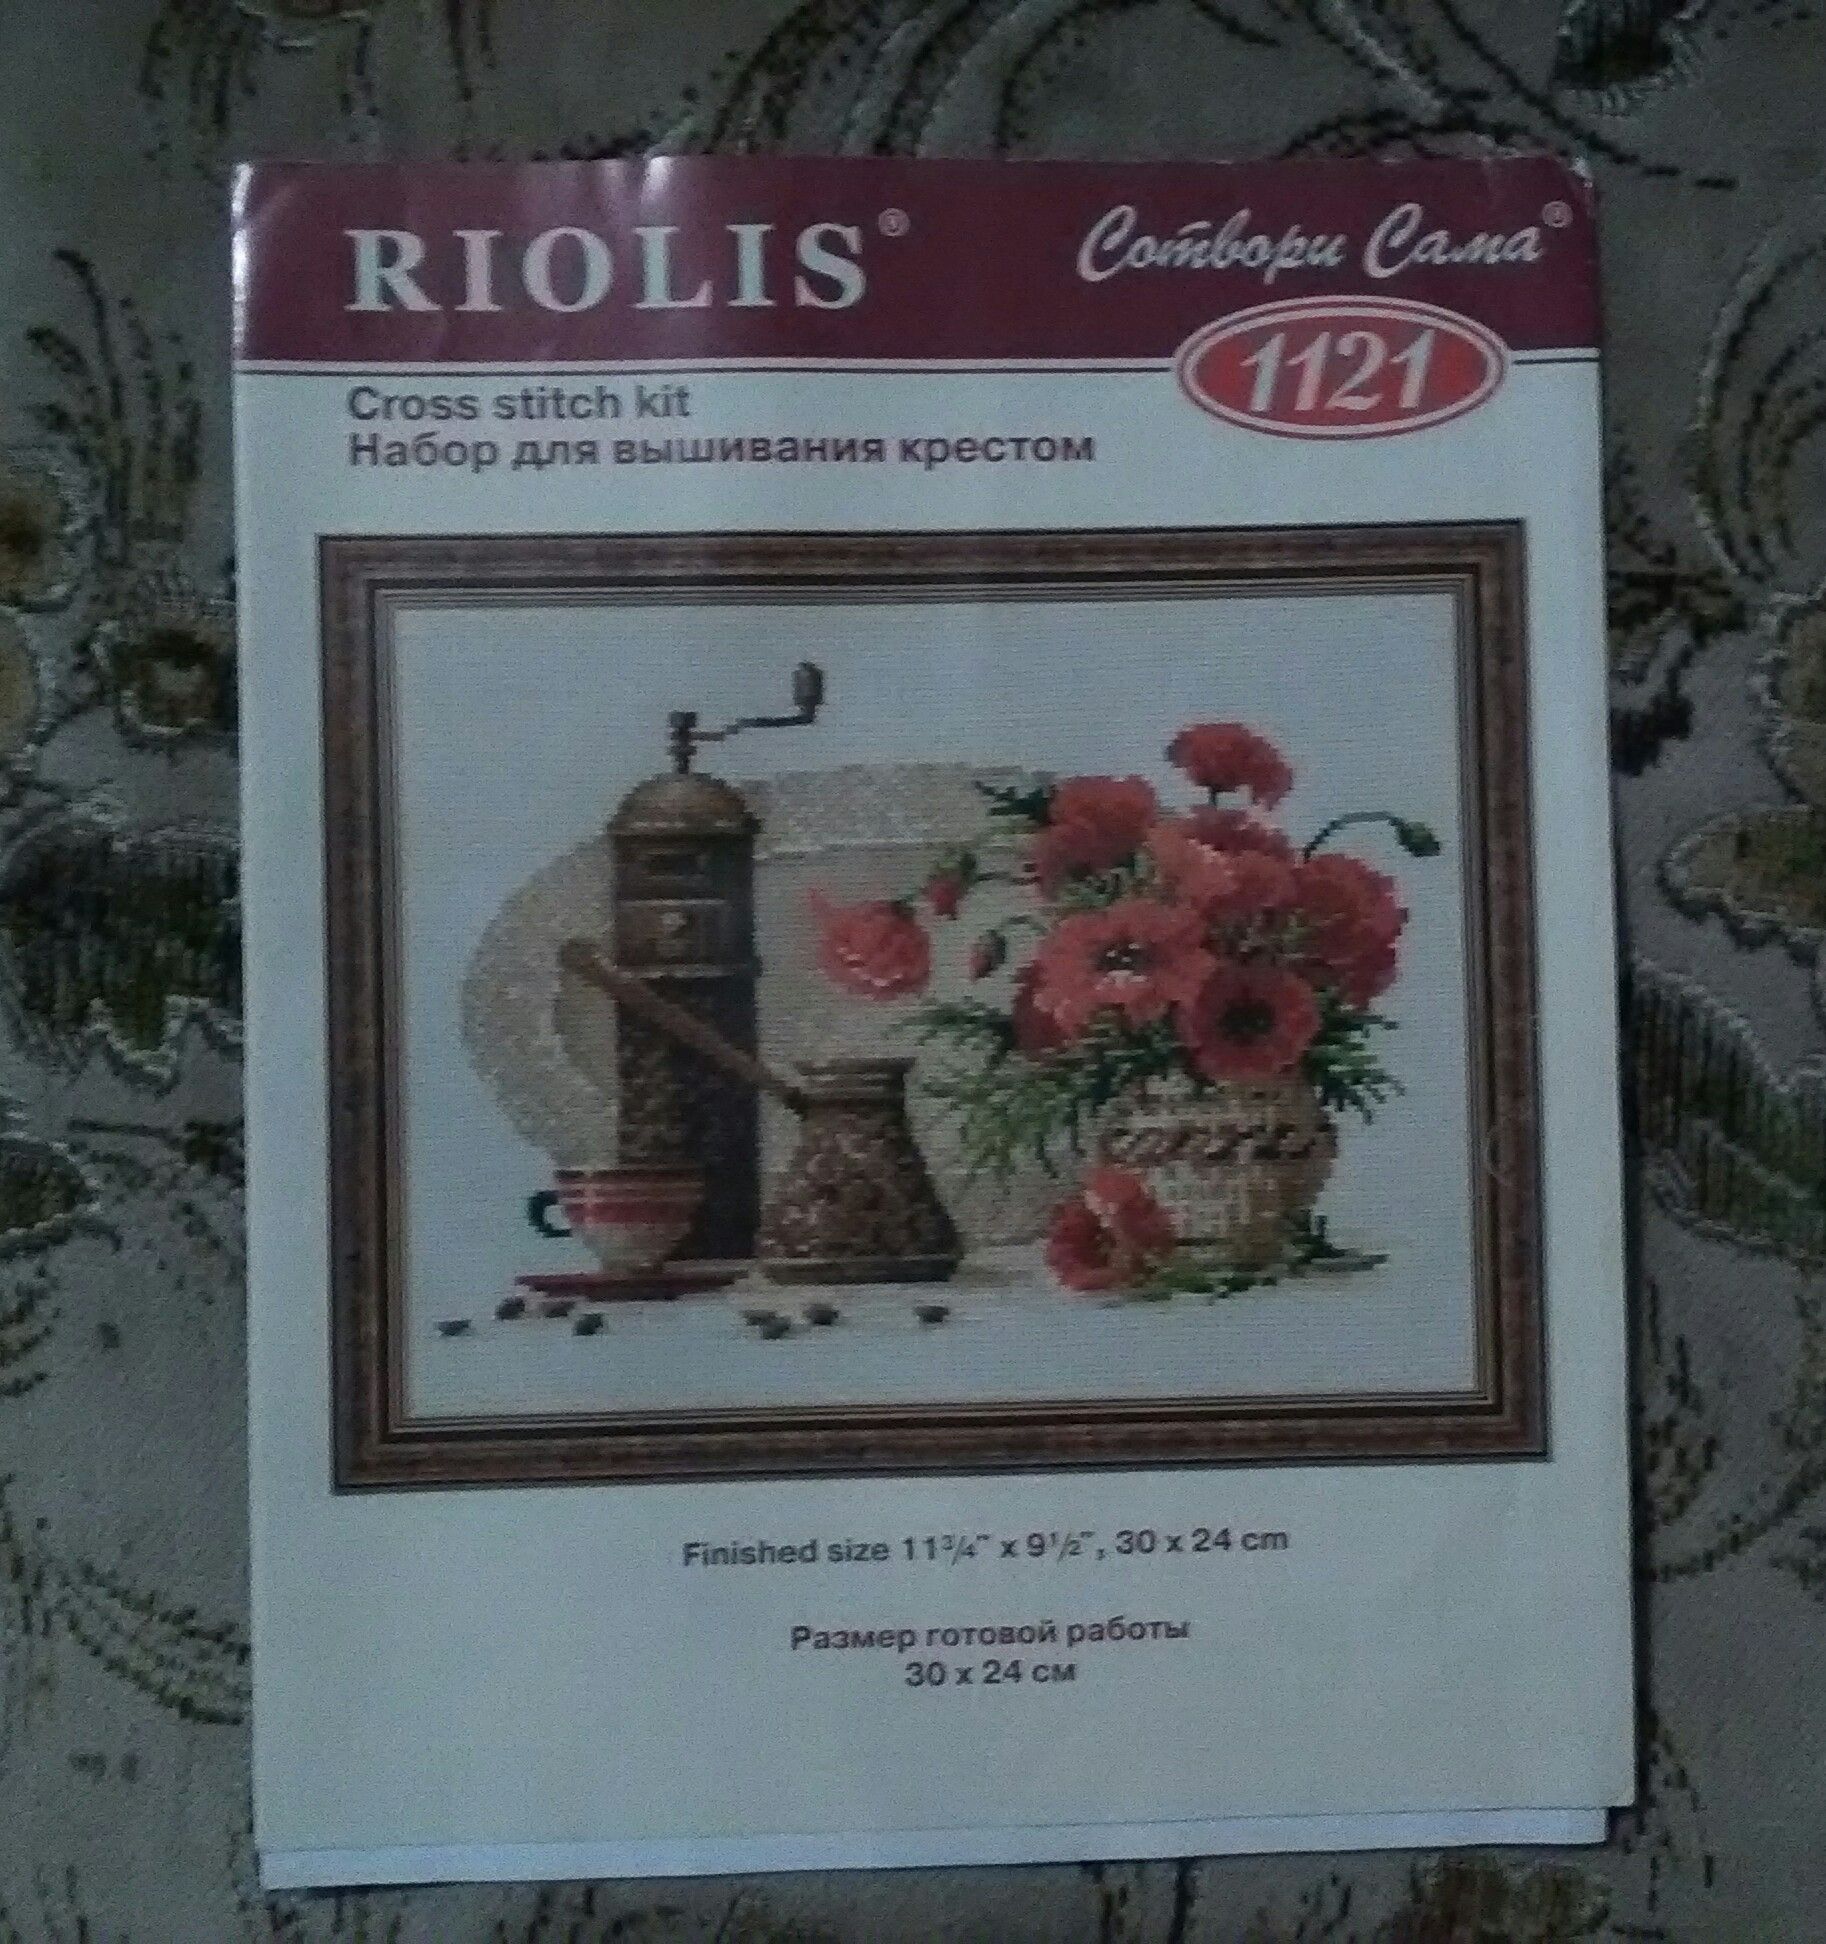 RIOLIS®
Сотвори Сама®
1121
Cross stitch kit
Набор для вышивания крестом
Finished size 11³/₄" x 9¹/₂", 30 x 24 cm
Размер готовой работы
30 x 24 см